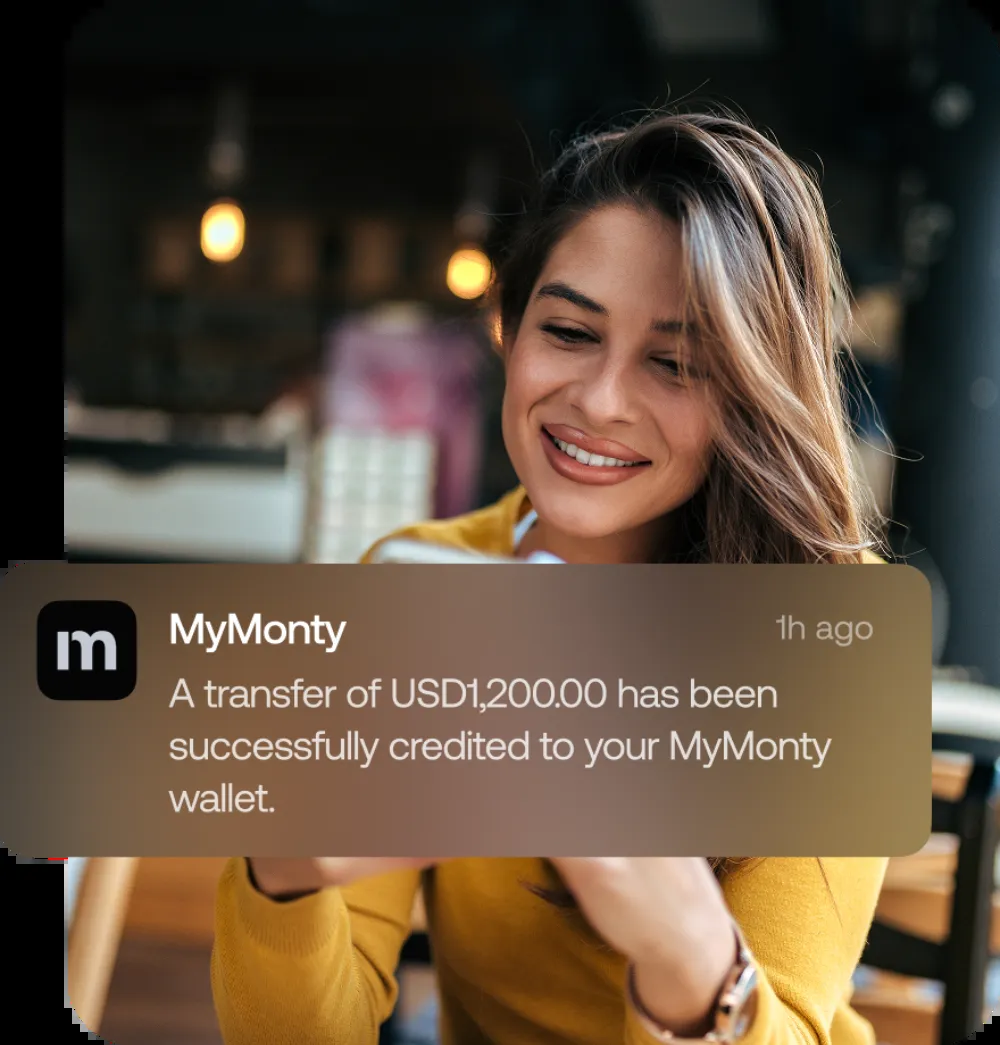 m
MyMonty
1h ago
A transfer of USD1,200.00 has been
successfully credited to your MyMonty
wallet.